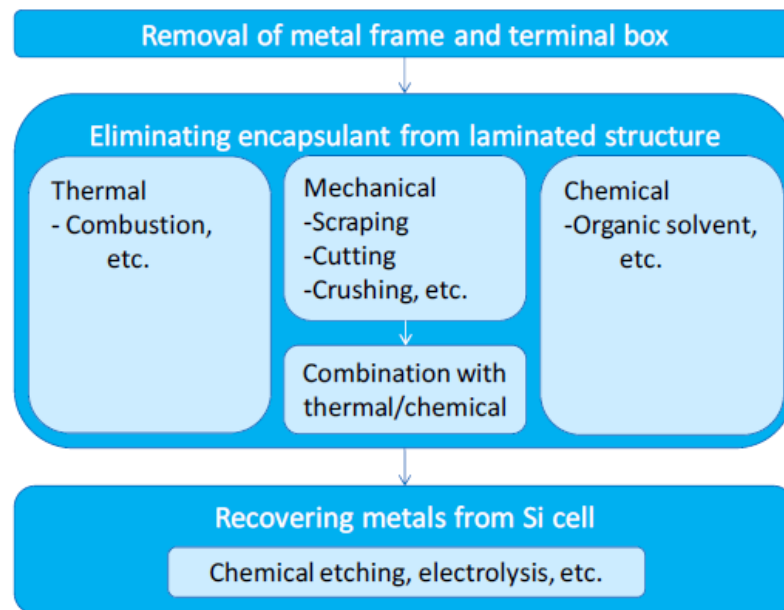 Removal of metal frame and terminal box
Eliminating encapsulant from laminated structure
Thermal
- Combustion,
etc.
Mechanical
-Scraping
-Cutting
-Crushing, etc.
Combination with
thermal/chemical
Chemical
-Organic solvent,
etc.
Recovering metals from Si cell
Chemical etching, electrolysis, etc.